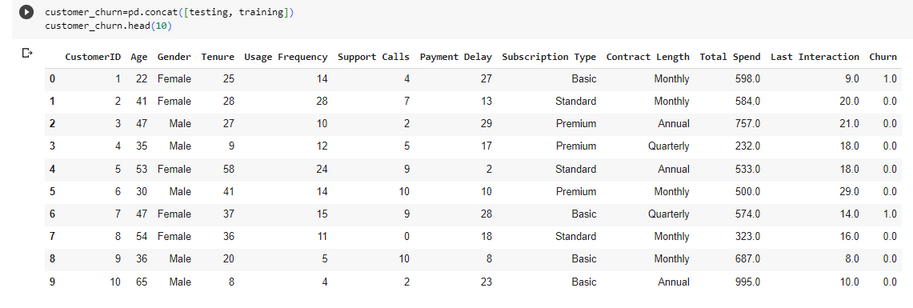 customer_churn=pd.concat([testing, training])
customer_churn.head(10)
CustomerID Age Gender Tenure Usage Frequency Support Calls Payment Delay Subscription Type Contract Length Total Spend Last Interaction Churn
0 1 22 Female 25 14 4 27 Basic Monthly 598.0 9.0 1.0
1 2 41 Female 28 28 7 13 Standard Monthly 584.0 20.0 0.0
2 3 47 Male 27 10 2 29 Premium Annual 757.0 21.0 0.0
3 4 35 Male 9 12 5 17 Premium Quarterly 232.0 18.0 0.0
4 5 53 Female 58 24 9 2 Standard Annual 533.0 18.0 0.0
5 6 30 Male 41 14 10 10 Premium Monthly 500.0 29.0 0.0
6 7 47 Female 37 15 9 28 Basic Quarterly 574.0 14.0 1.0
7 8 54 Female 36 11 0 18 Standard Monthly 323.0 16.0 0.0
8 9 36 Male 20 5 10 8 Basic Monthly 687.0 8.0 0.0
9 10 65 Male 8 4 2 23 Basic Annual 995.0 10.0 0.0